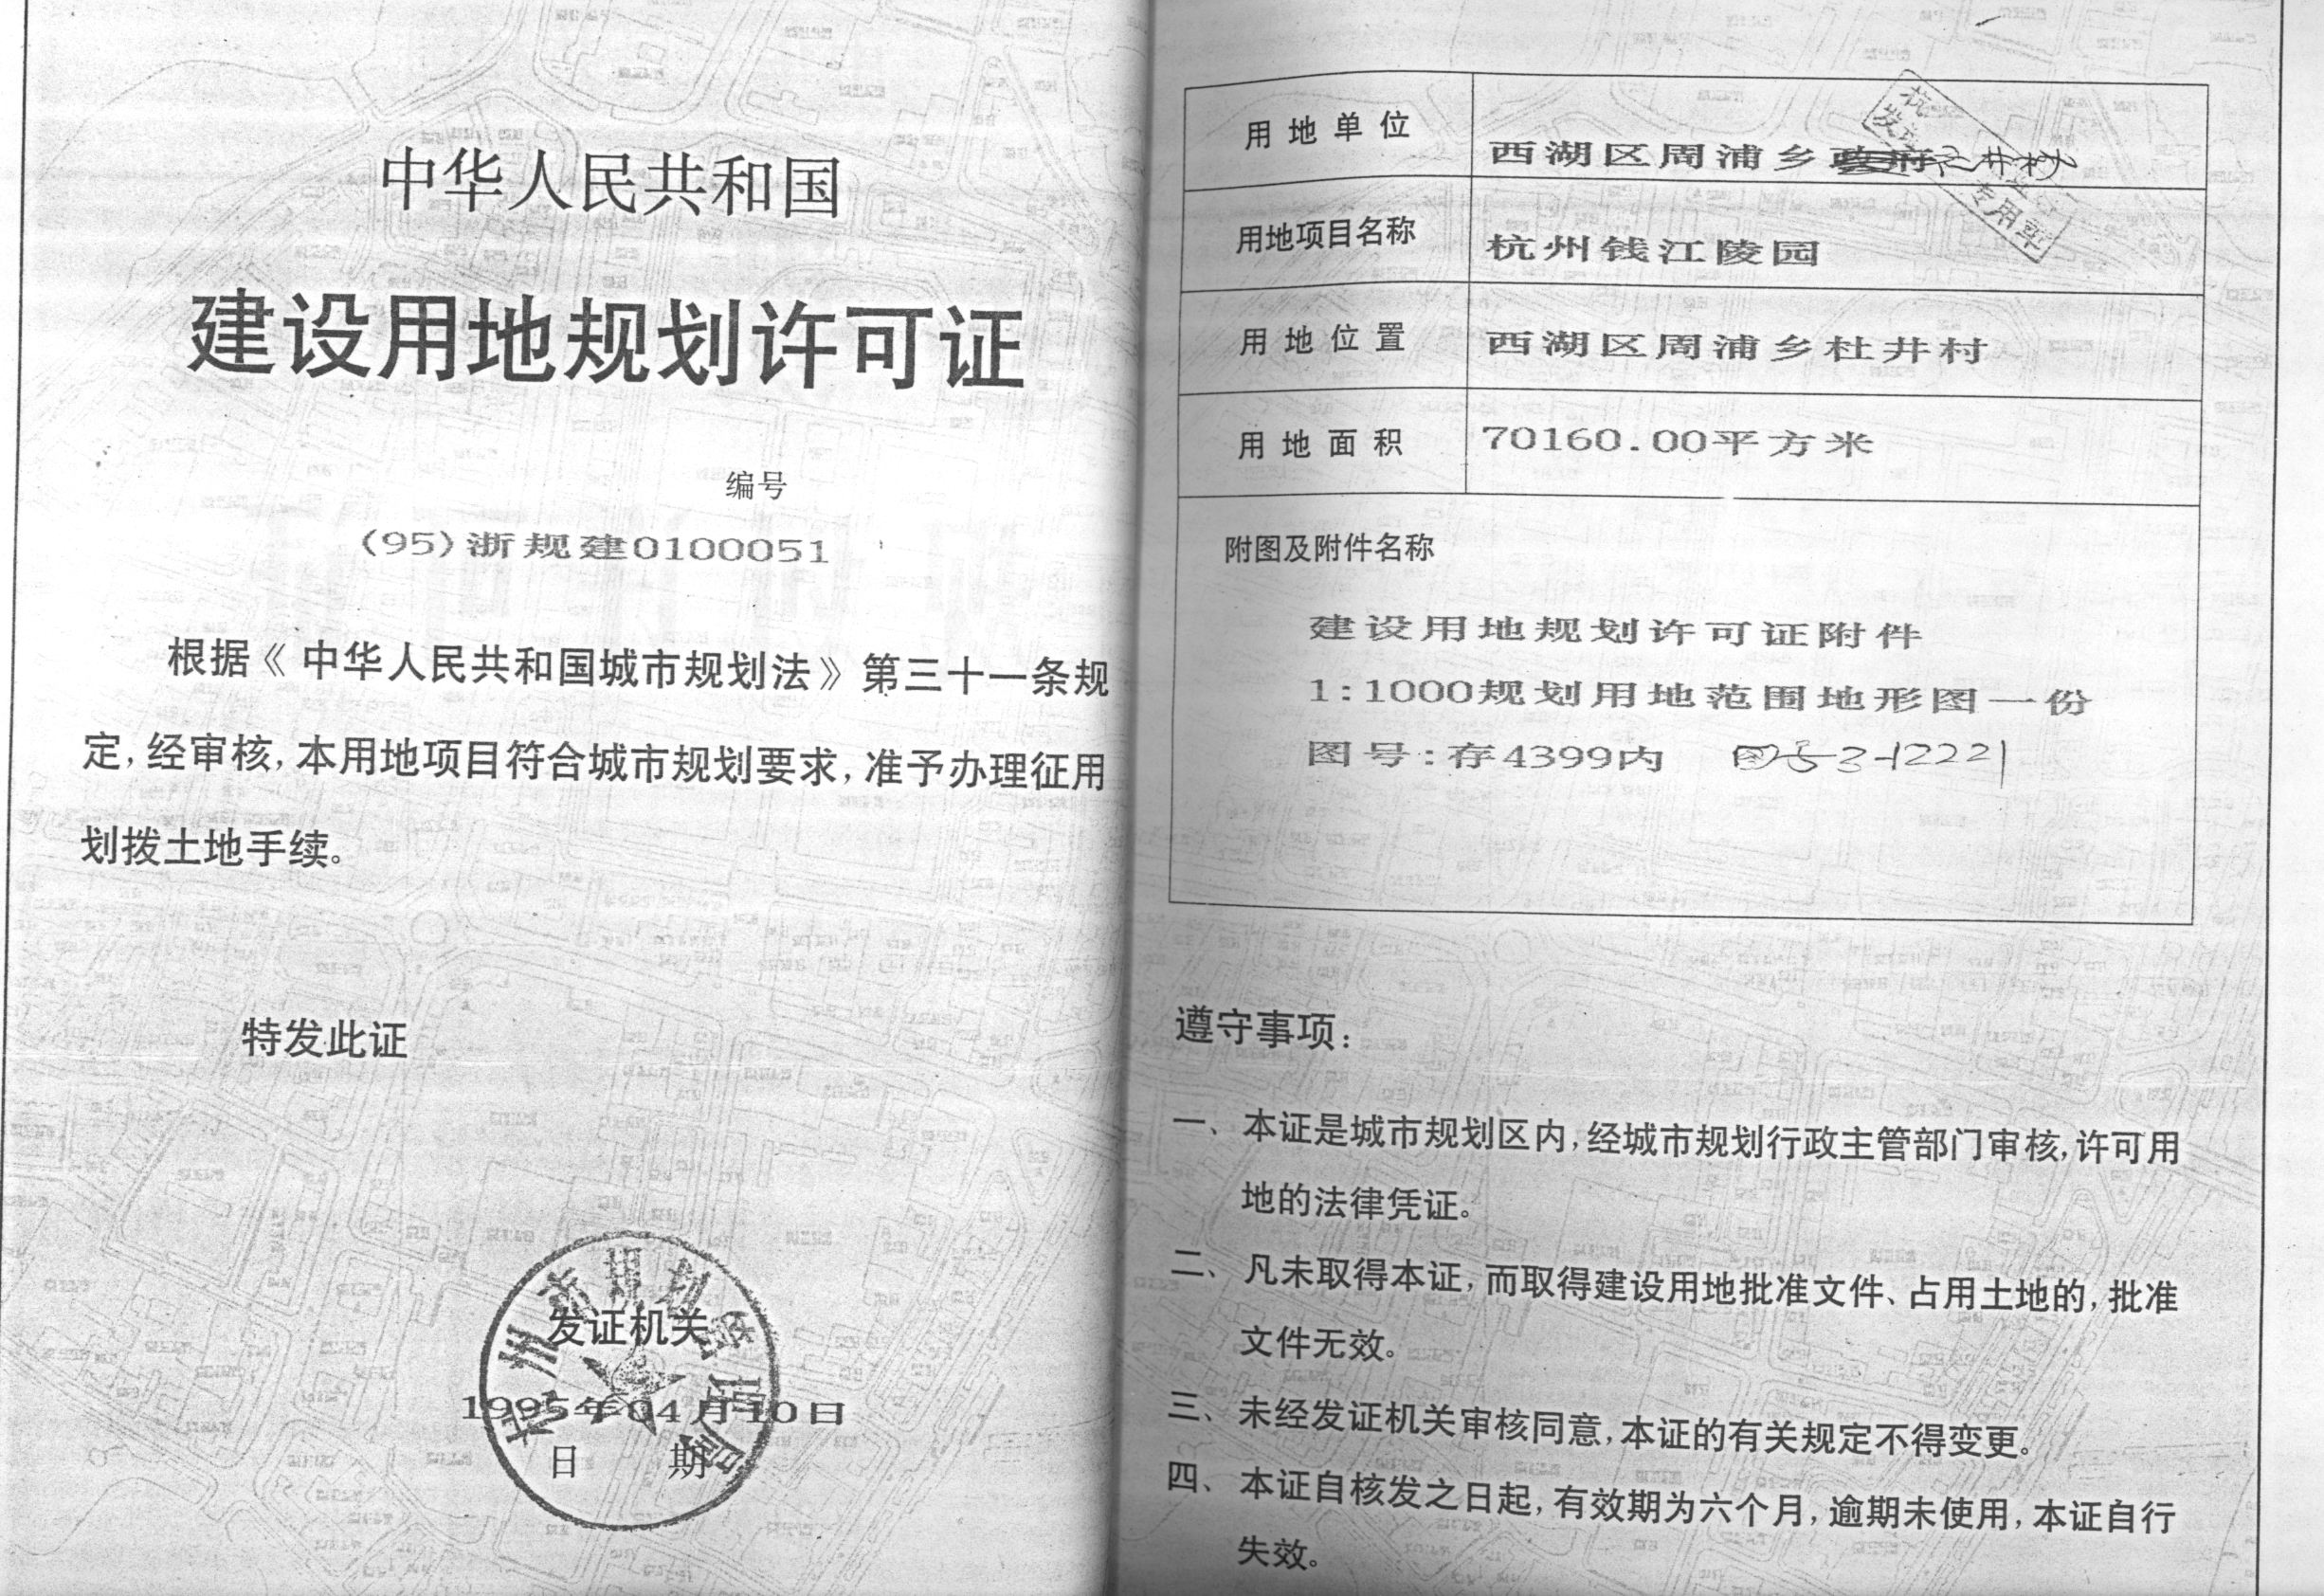 中华人民共和国
建设用地规划许可证
编号
(95)浙规建0100051
根据《中华人民共和国城市规划法》第三十一条规
定,经审核,本用地项目符合城市规划要求,准予办理征用
划拨土地手续。
特发此证
杭州市规划管理局
发证机关
1995年04月10日
日 期
用地单位
西湖区周浦乡政府 井村
杭
发
专用章
用地项目名称
杭州钱江陵园
用地位置
西湖区周浦乡杜井村
用地面积
70160.00平方米
附图及附件名称
建设用地规划许可证附件
1:1000规划用地范围地形图一份
图号:存4399内 3-12221
遵守事项:
一、本证是城市规划区内,经城市规划行政主管部门审核,许可用
地的法律凭证。
二、凡未取得本证,而取得建设用地批准文件、占用土地的,批准
文件无效。
三、未经发证机关审核同意,本证的有关规定不得变更。
四、本证自核发之日起,有效期为六个月,逾期未使用,本证自行
失效。